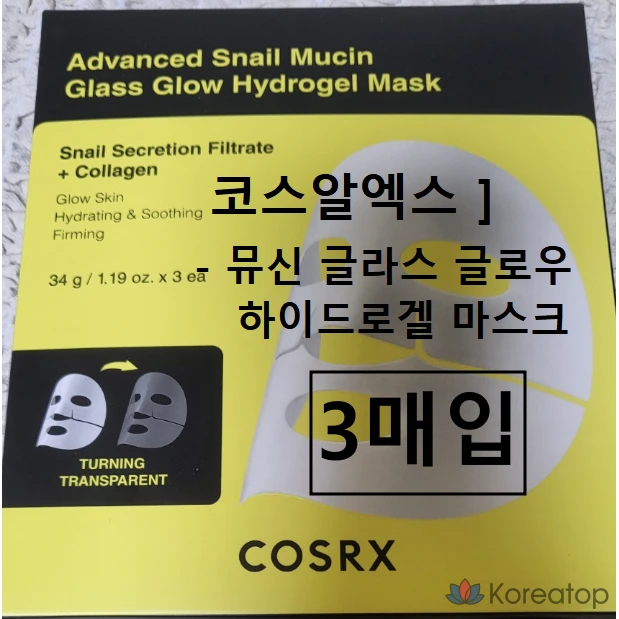 Advanced Snail Mucin
Glass Glow Hydrogel Mask
Snail Secretion Filtrate
+ Collagen
Glow Skin
Hydrating & Soothing
Firming
34 g / 1.19 oz. x 3 ea
코스알엑스 ]
- 뮤신 글라스 글로우
하이드로겔 마스크
3매입
TURNING
TRANSPARENT
COSRX
Koreatop